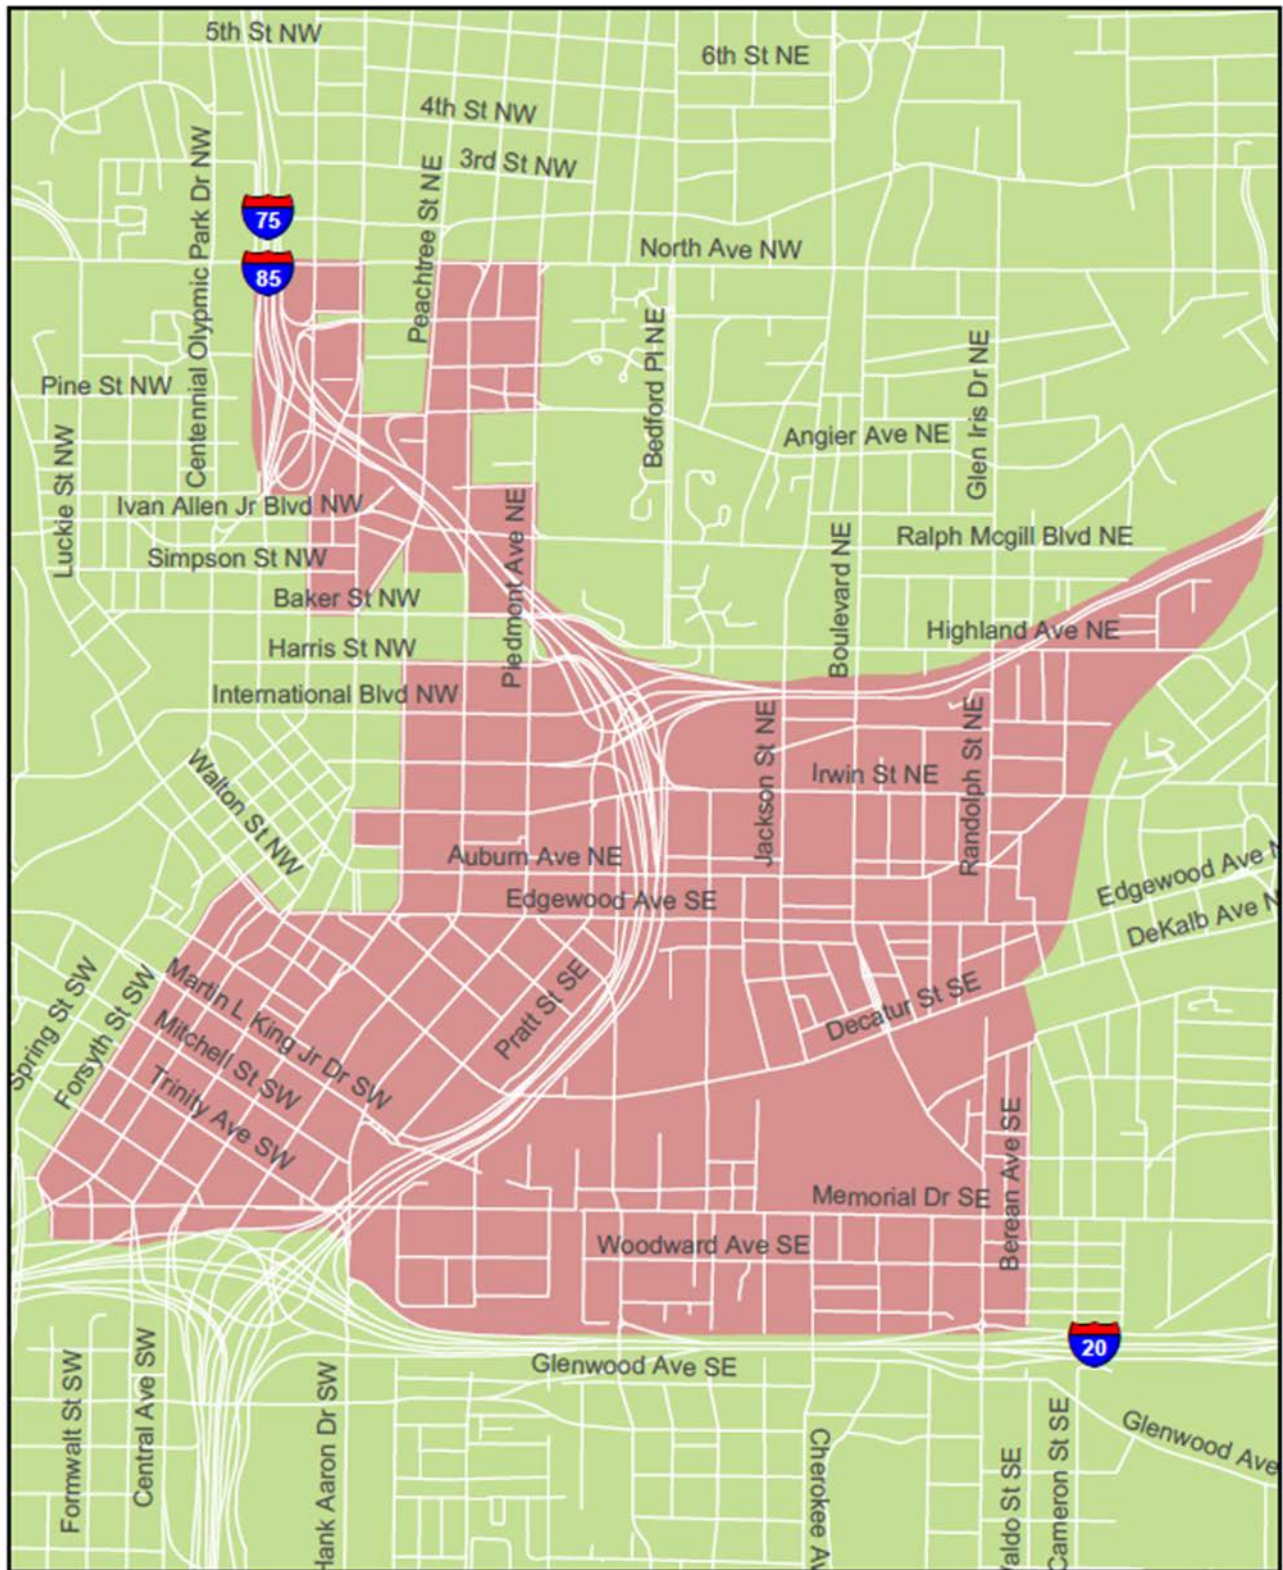 5th St NW
6th St NE
4th St NW
3rd St NW
Centennial Olypmic Park Dr NW
Peachtree St NE
75
North Ave NW
85
Bedford Pl NE
Glen Iris Dr NE
Pine St NW
Luckie St NW
Angier Ave NE
Ivan Allen Jr Blvd NW
Piedmont Ave NE
Boulevard NE
Ralph Mcgill Blvd NE
Simpson St NW
Baker St NW
Highland Ave NE
Harris St NW
International Blvd NW
Jackson St NE
Randolph St NE
Walton St NW
Irwin St NE
Auburn Ave NE
Edgewood Ave SE
Edgewood Ave N
DeKalb Ave N
Spring St SW
Forsyth St SW
Martin L King Jr Dr SW
Pratt St SE
Decatur St SE
Mitchell St SW
Trinity Ave SW
Berean Ave SE
Memorial Dr SE
Woodward Ave SE
20
Glenwood Ave SE
Formwalt St SW
Central Ave SW
Hank Aaron Dr SW
Cherokee Av
aldo St SE
Cameron St SE
Glenwood Ave